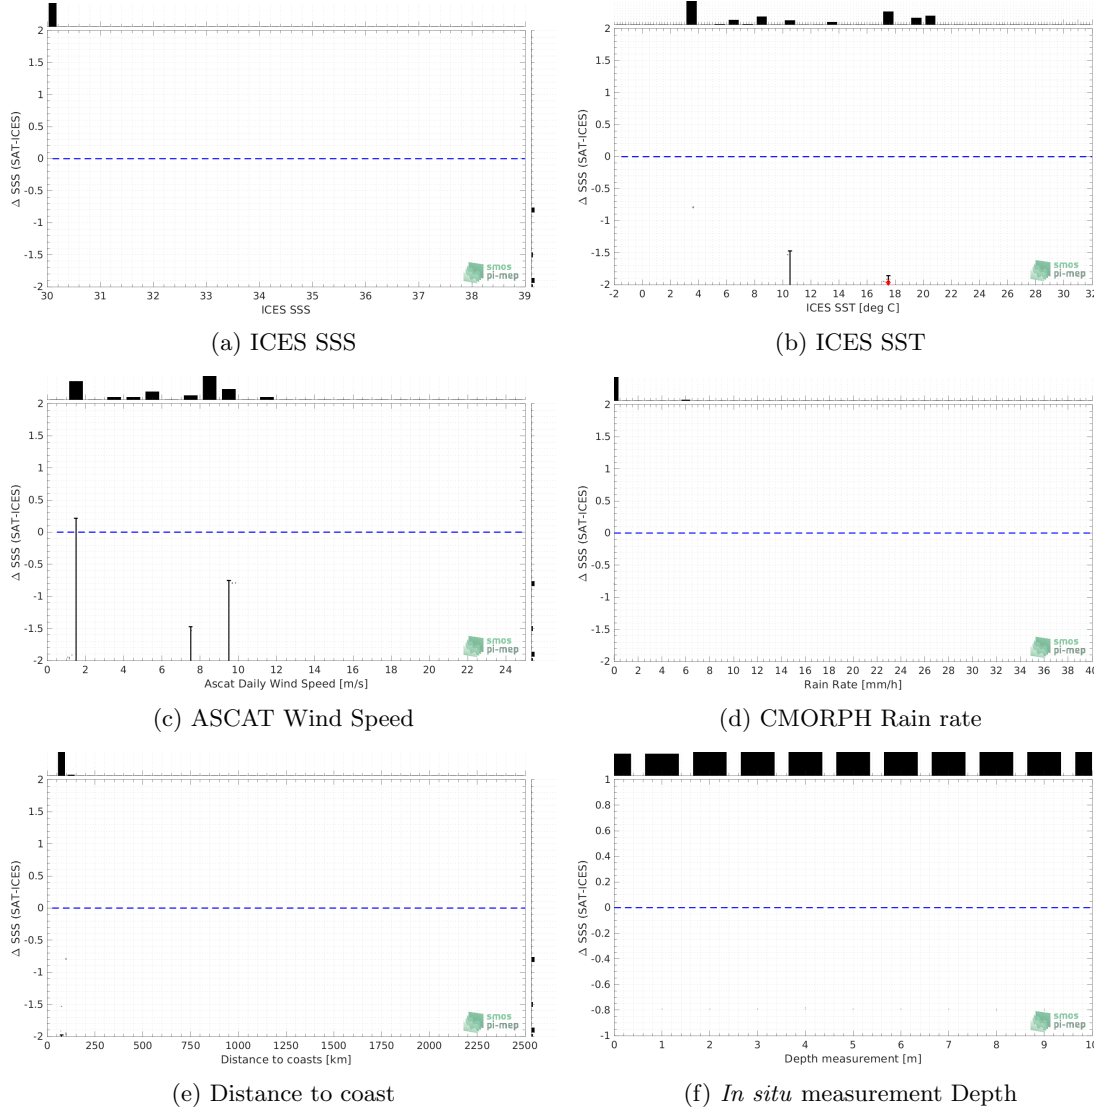 2
1.5
1
0.5
0
-0.5
-1
-1.5
-2
Δ SSS (SAT-ICES)
30 31 32 33 34 35 36 37 38 39
ICES SSS
smos
pi-mep
(a) ICES SSS
2
1.5
1
0.5
0
-0.5
-1
-1.5
-2
Δ SSS (SAT-ICES)
-2 0 2 4 6 8 10 12 14 16 18 20 22 24 26 28 30 32
ICES SST [deg C]
smos
pi-mep
(b) ICES SST
2
1.5
1
0.5
0
-0.5
-1
-1.5
-2
Δ SSS (SAT-ICES)
0 2 4 6 8 10 12 14 16 18 20 22 24
Ascat Daily Wind Speed [m/s]
smos
pi-mep
(c) ASCAT Wind Speed
2
1.5
1
0.5
0
-0.5
-1
-1.5
-2
Δ SSS (SAT-ICES)
0 2 4 6 8 10 12 14 16 18 20 22 24 26 28 30 32 34 36 38 40
Rain Rate [mm/h]
smos
pi-mep
(d) CMORPH Rain rate
2
1.5
1
0.5
0
-0.5
-1
-1.5
-2
Δ SSS (SAT-ICES)
0 250 500 750 1000 1250 1500 1750 2000 2250 2500
Distance to coasts [km]
smos
pi-mep
(e) Distance to coast
1
0.8
0.6
0.4
0.2
0
-0.2
-0.4
-0.6
-0.8
-1
Δ SSS (SAT-ICES)
0 1 2 3 4 5 6 7 8 9 10
Depth measurement [m]
smos
pi-mep
(f) In situ measurement Depth